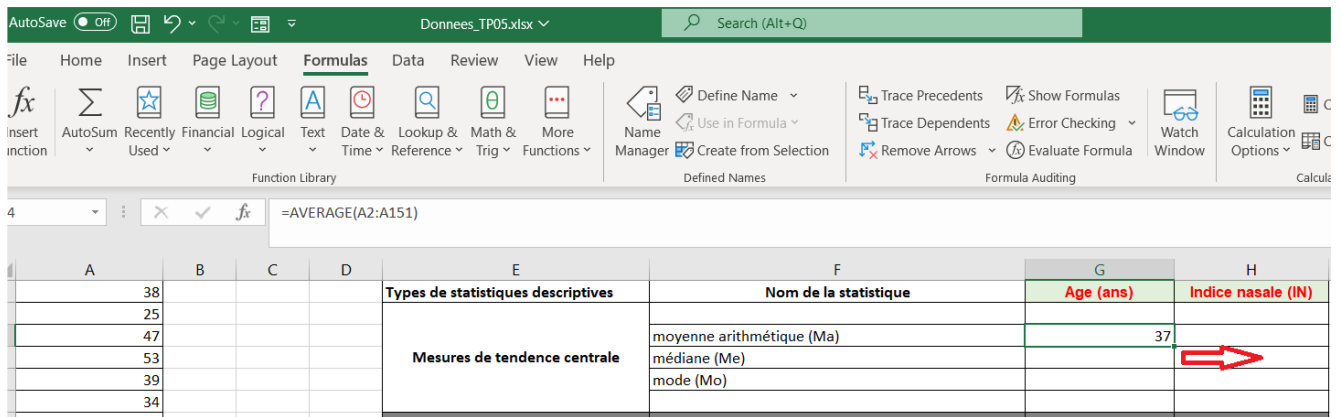 AutoSave Off Donnees_TP05.xlsx Search (Alt+Q)
File Home Insert Page Layout Formulas Data Review View Help
fx Σ ? A θ
Insert Function
AutoSum
Recently Used
Financial
Logical
Text
Date & Time
Lookup & Reference
Math & Trig
More Functions
Function Library
Name Manager
Define Name
Use in Formula
Create from Selection
Defined Names
Trace Precedents
Trace Dependents
Remove Arrows
Show Formulas
Error Checking
Evaluate Formula
Formula Auditing
Watch Window
Calculation Options
4 fx =AVERAGE(A2:A151)
A B C D E F G H
38 Types de statistiques descriptives Nom de la statistique Age (ans) Indice nasale (IN)
25
47 moyenne arithmétique (Ma) 37
53 Mesures de tendence centrale médiane (Me)
39 mode (Mo)
34